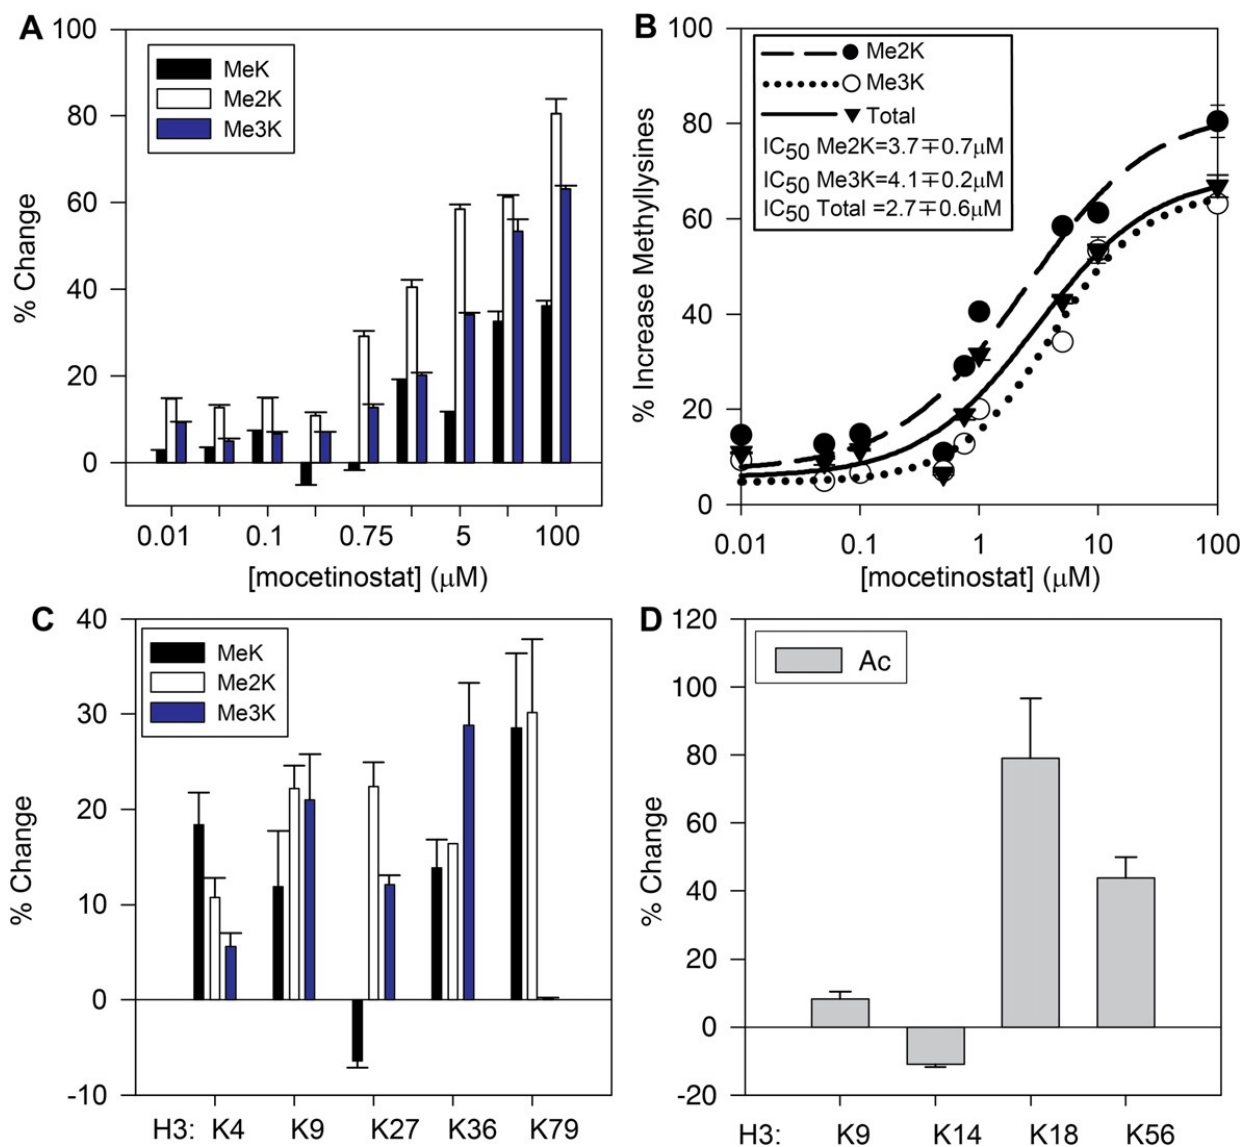 A
100
80
60
40
20
0
% Change
MeK
Me2K
Me3K
0.01 0.1 0.75 5 100
[mocetinostat] (μM)
B
100
80
60
40
20
0
% Increase Methyllysines
Me2K
Me3K
Total
IC50 Me2K=3.7∓0.7μM
IC50 Me3K=4.1∓0.2μM
IC50 Total =2.7∓0.6μM
0.01 0.1 1 10 100
[mocetinostat] (μM)
C
40
30
20
10
0
-10
% Change
MeK
Me2K
Me3K
H3: K4 K9 K27 K36 K79
D
120
100
80
60
40
20
0
-20
% Change
Ac
H3: K9 K14 K18 K56